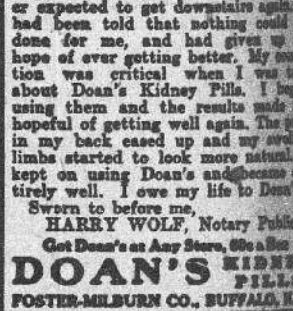 er expected to get downstairs again
had been told that nothing could
done for me, and had given up
hope of ever getting better. My
tion was critical when I was
about Doan's Kidney Pills. I
using them and the results made
hopeful of getting well again. The
in my back eased up and my
limbs started to look more natural.
kept on using Doan's and became
tirely well. I owe my life to Doan'
Sworn to before me,
HARRY WOLF, Notary Public
Get Doan's at Any Store, 60c a Box
DOAN'S KIDNE
PILL
FOSTER-MILBURN CO., BUFFALO, N